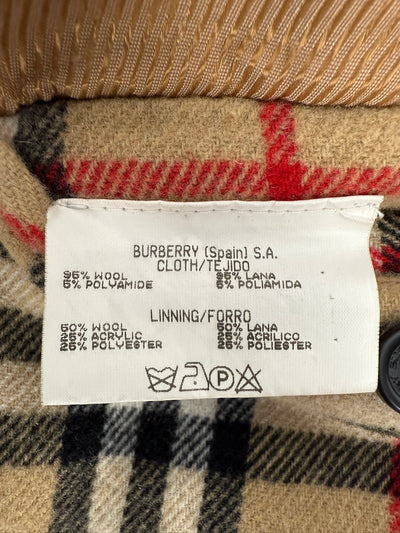 BURBERRY (Spain) S.A.
CLOTH/TEJIDO
95% WOOL 95% LANA
5% POLYAMIDE 5% POLIAMIDA
LINNING/FORRO
50% WOOL 50% LANA
25% ACRYLIC 25% ACRILICO
25% POLYESTER 25% POLIESTER
P